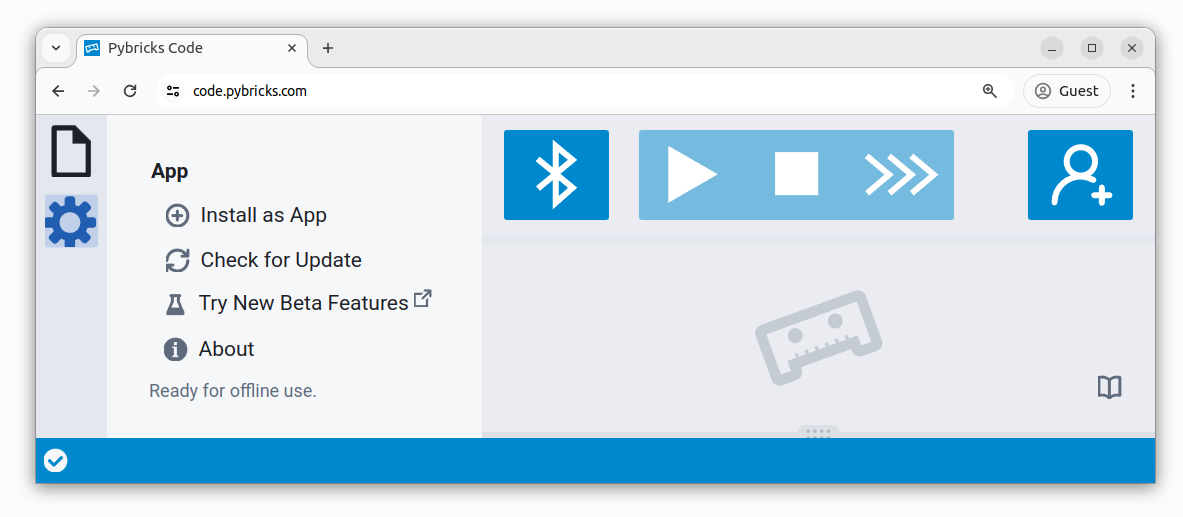 Pybricks Code
code.pybricks.com
Guest
App
Install as App
Check for Update
Try New Beta Features
About
Ready for offline use.